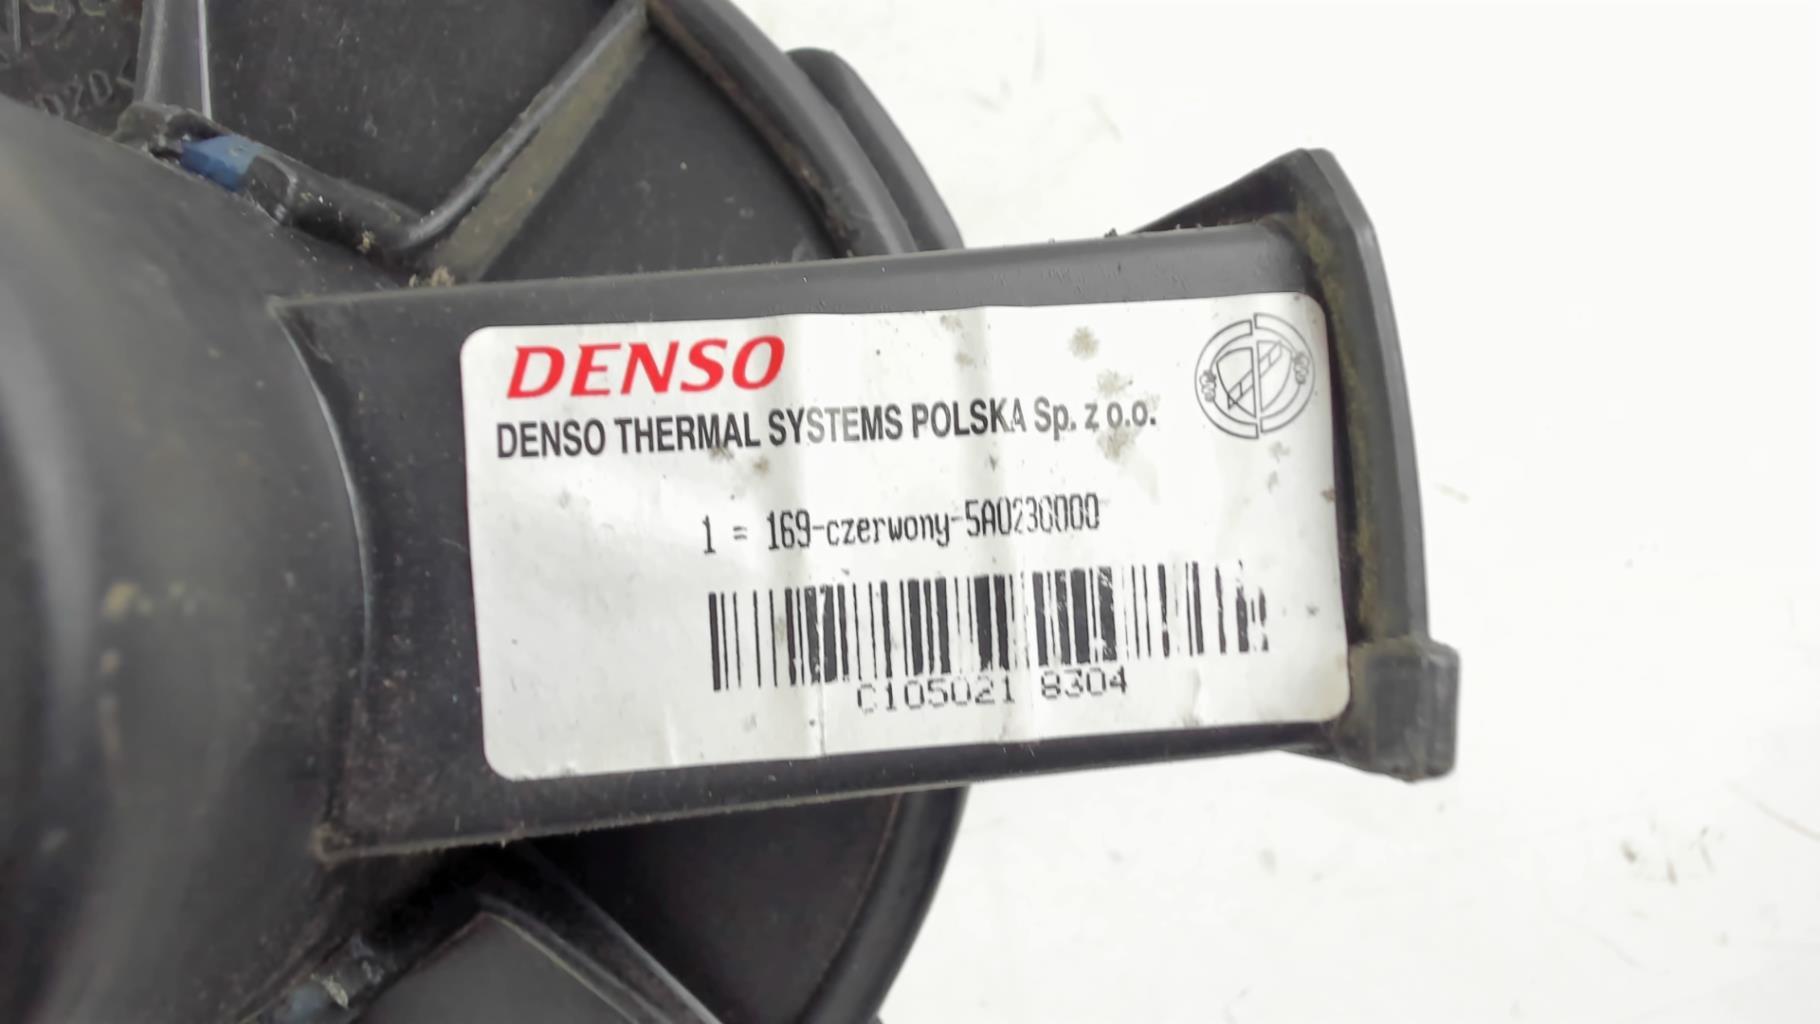 DENSO
DENSO THERMAL SYSTEMS POLSKA Sp. z o.o.
1 = 169-czerwony-5A0230000
C105021 8304